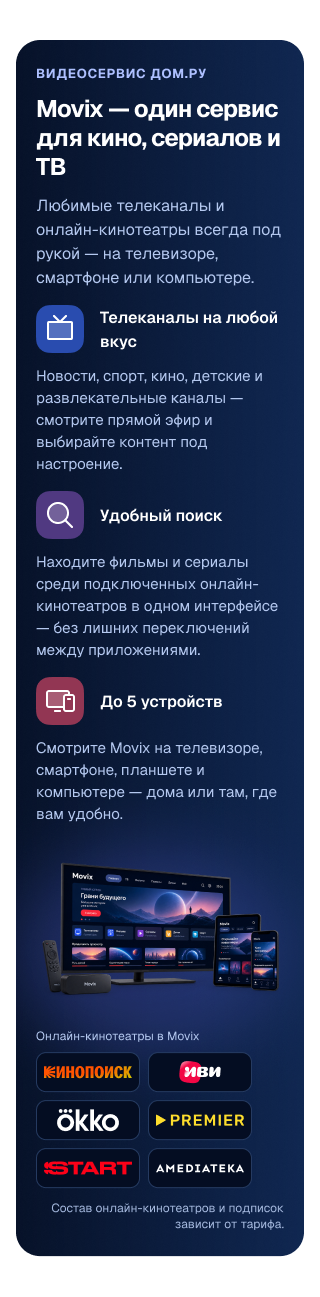 ВИДЕОСЕРВИС ДОМ.РУ
Movix — один сервис
для кино, сериалов и
ТВ
Любимые телеканалы и
онлайн-кинотеатры всегда под
рукой — на телевизоре,
смартфоне или компьютере.
Телеканалы на любой
вкус
Новости, спорт, кино, детские и
развлекательные каналы —
смотрите прямой эфир и
выбирайте контент под
настроение.
Удобный поиск
Находите фильмы и сериалы
среди подключенных онлайн-
кинотеатров в одном интерфейсе
— без лишних переключений
между приложениями.
До 5 устройств
Смотрите Movix на телевизоре,
смартфоне, планшете и
компьютере — дома или там, где
вам удобно.
Movix
Грани будущего
Movix
Онлайн-кинотеатры в Movix
КИНОПОИСК
иви
okko
PREMIER
START
AMEDIATEKA
Состав онлайн-кинотеатров и подписок
зависит от тарифа.